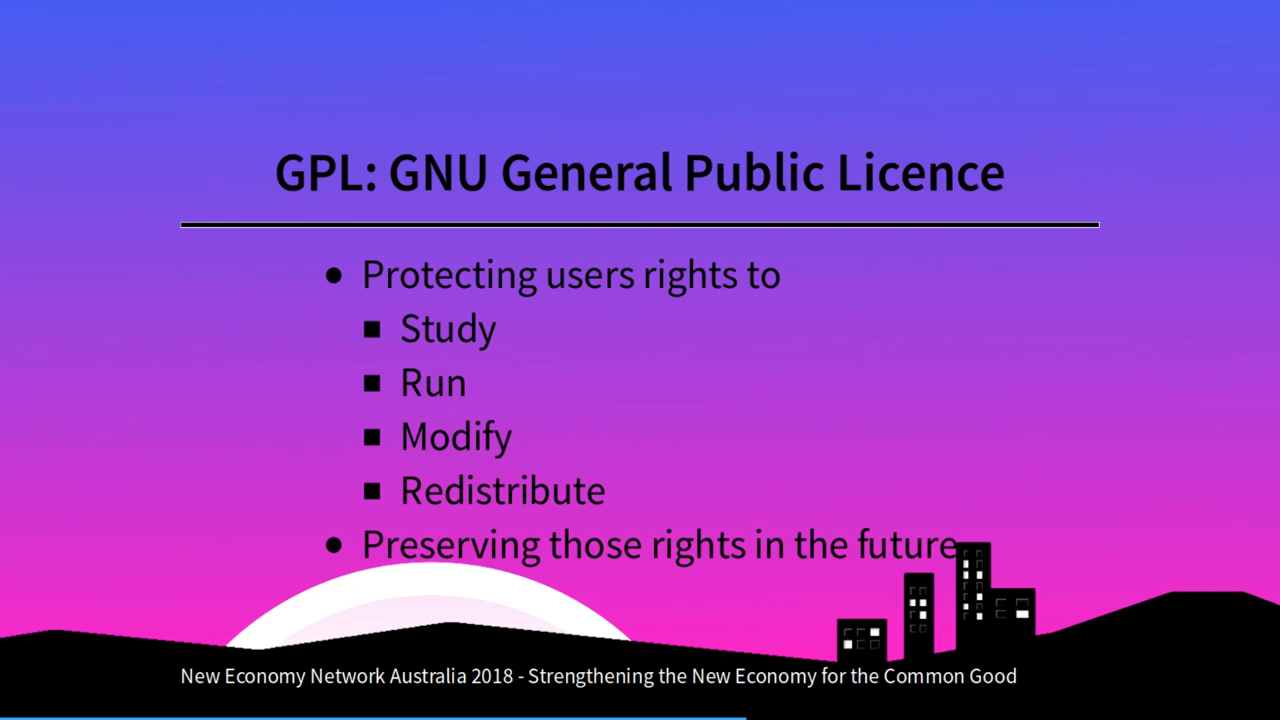 GPL: GNU General Public Licence
Protecting users rights to
Study
Run
Modify
Redistribute
Preserving those rights in the future
New Economy Network Australia 2018 - Strengthening the New Economy for the Common Good